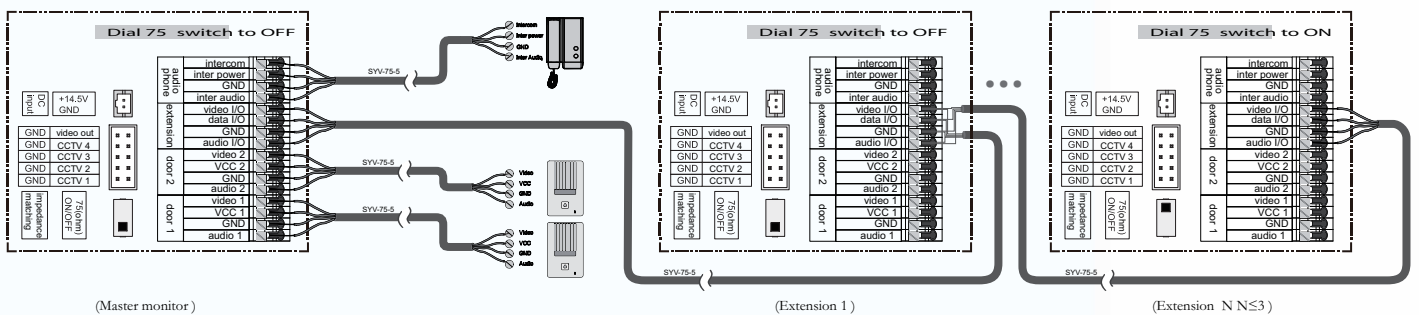 Dial 75 switch to OFF
audio phone
intercom
inter power
GND
inter audio
extension
video I/O
data I/O
GND
audio I/O
door 2
video 2
VCC 2
GND
audio 2
door 1
video 1
VCC 1
GND
audio 1
DC input
+14.5V
GND
GND video out
GND CCTV 4
GND CCTV 3
GND CCTV 2
GND CCTV 1
impedance matching
75(ohm) ON/OFF
SYV-75-5
Intercom
Inter power
GND
Inter Audio
SYV-75-5
Video
VCC
GND
Audio
SYV-75-5
Video
VCC
GND
Audio
(Master monitor )
Dial 75 switch to OFF
audio phone
intercom
inter power
GND
inter audio
extension
video I/O
data I/O
GND
audio I/O
door 2
video 2
VCC 2
GND
audio 2
door 1
video 1
VCC 1
GND
audio 1
DC input
+14.5V
GND
GND video out
GND CCTV 4
GND CCTV 3
GND CCTV 2
GND CCTV 1
impedance matching
75(ohm) ON/OFF
SYV-75-5
(Extension 1 )
Dial 75 switch to ON
audio phone
intercom
inter power
GND
inter audio
extension
video I/O
data I/O
GND
audio I/O
door 2
video 2
VCC 2
GND
audio 2
door 1
video 1
VCC 1
GND
audio 1
DC input
+14.5V
GND
GND video out
GND CCTV 4
GND CCTV 3
GND CCTV 2
GND CCTV 1
impedance matching
75(ohm) ON/OFF
SYV-75-5
(Extension N N≤3 )